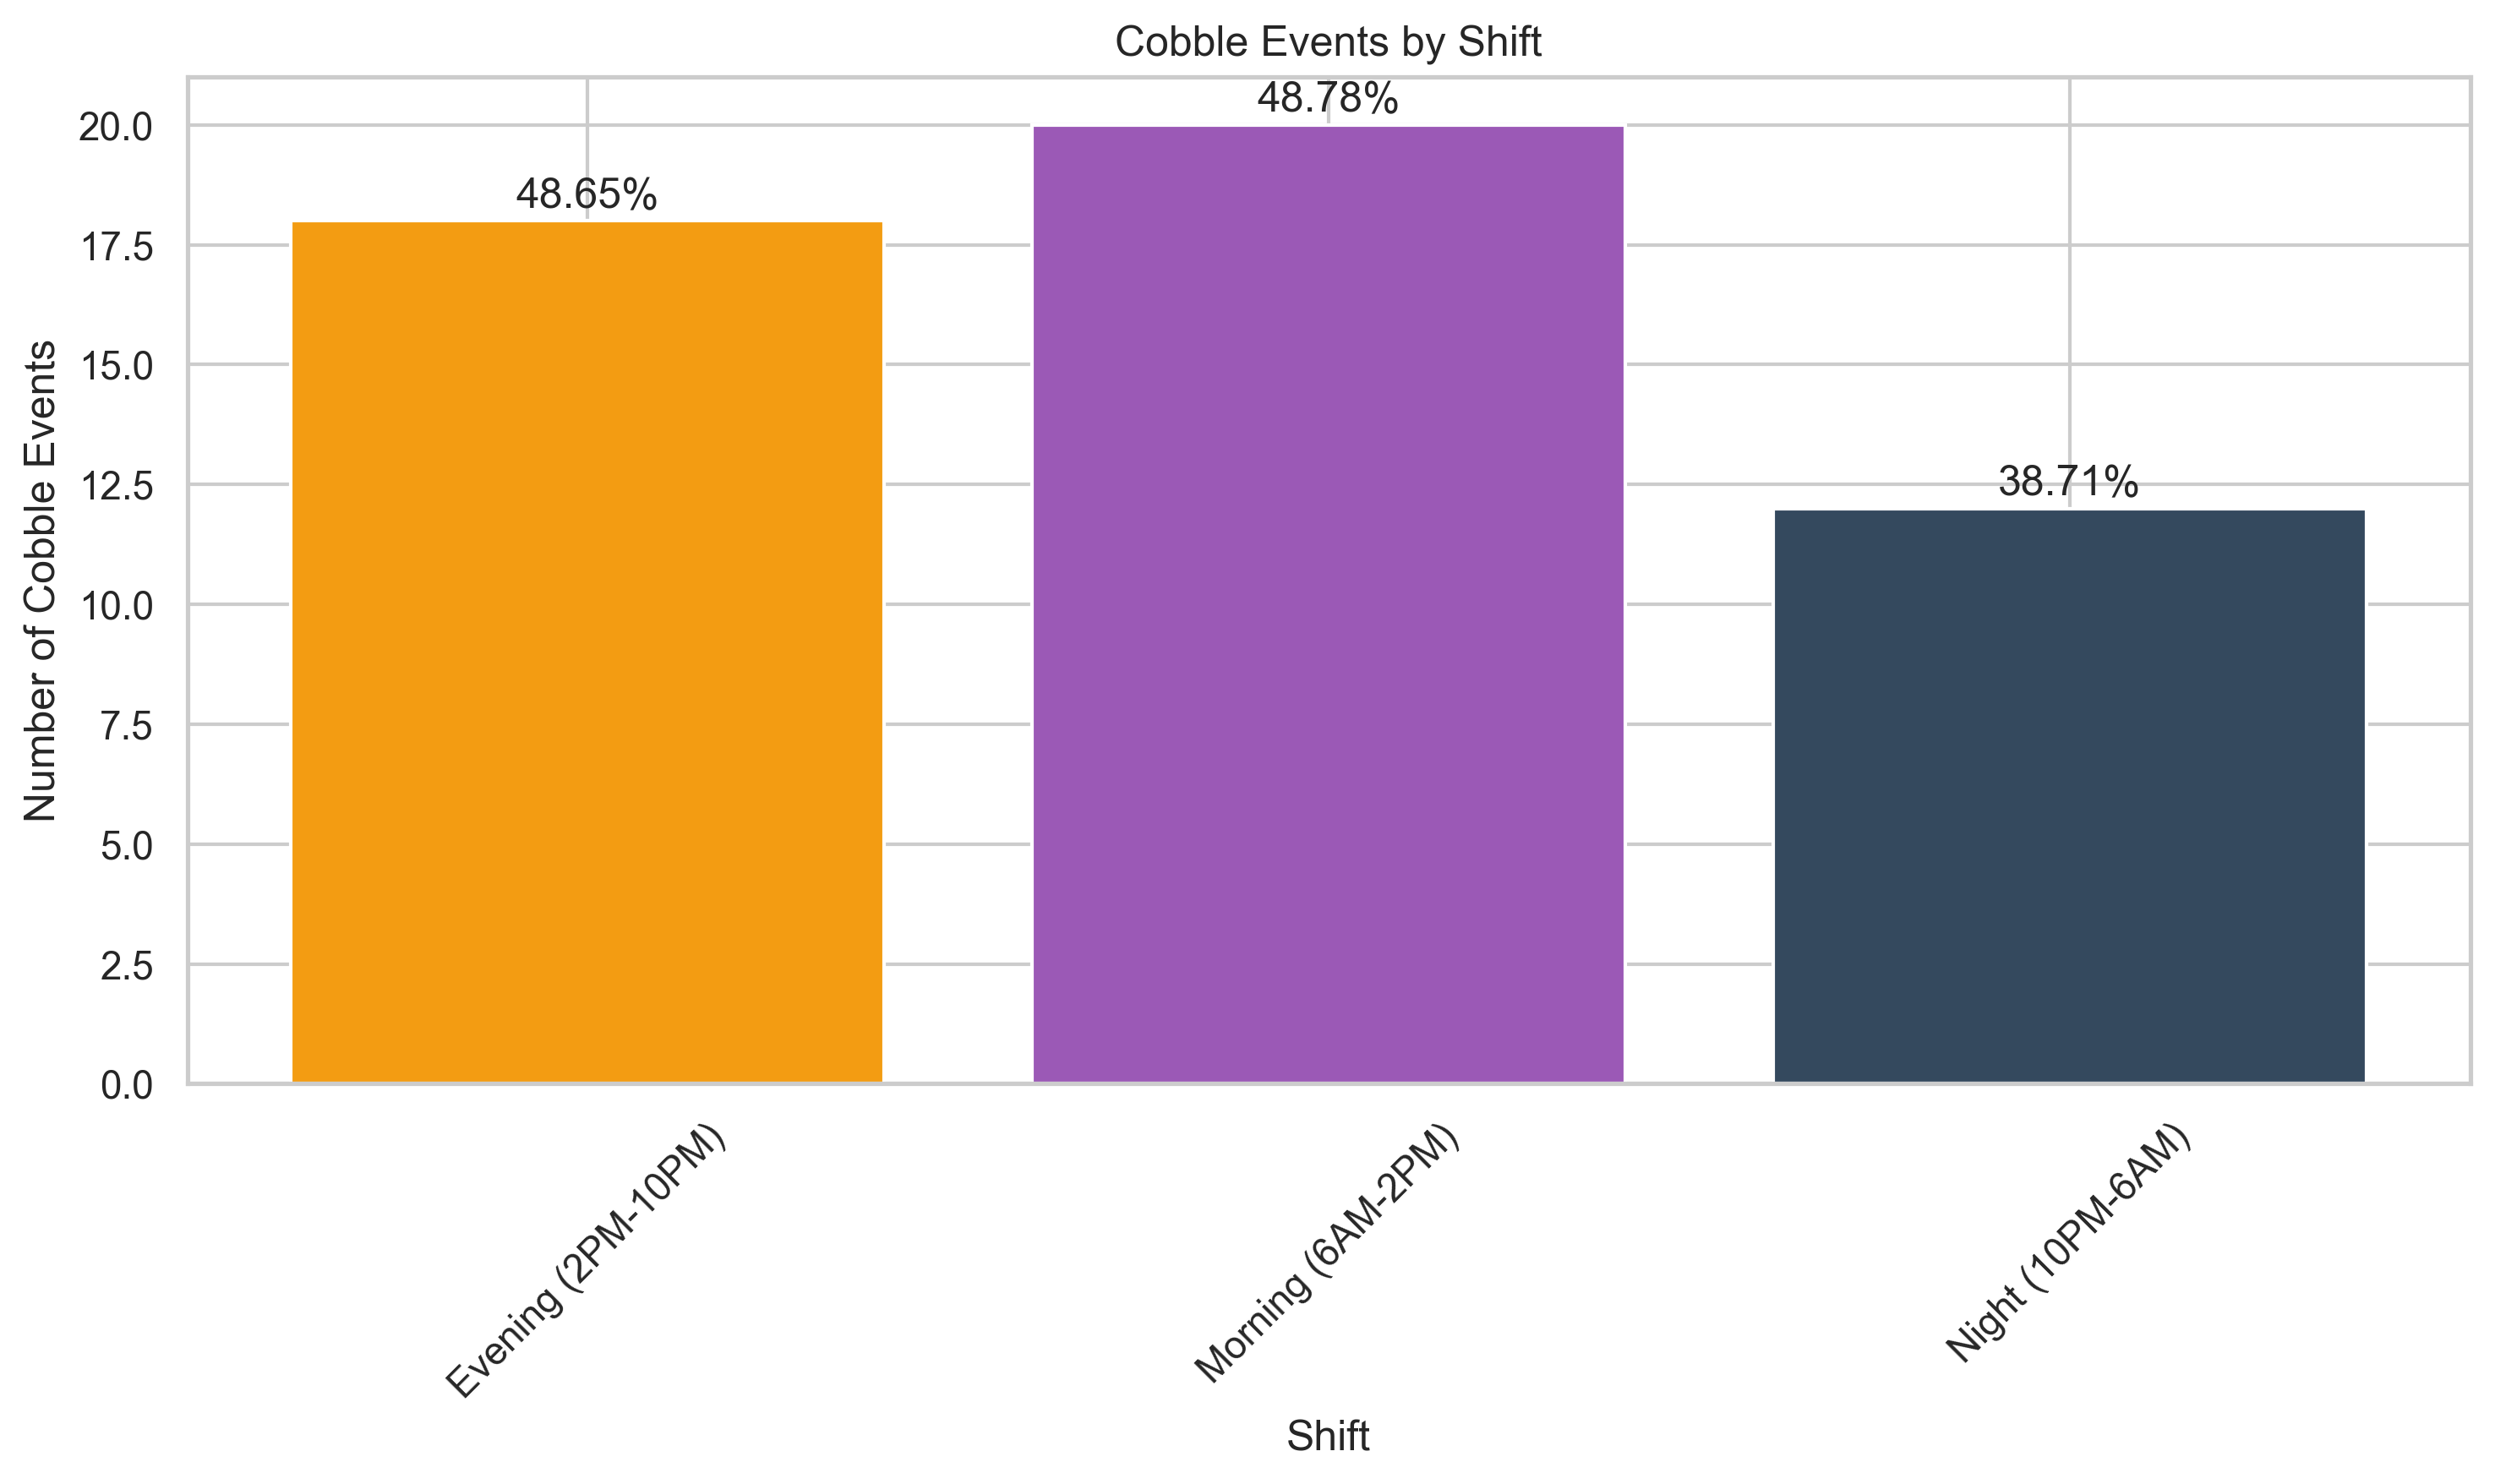 Cobble Events by Shift
48.78%
48.65%
38.71%
20.0
17.5
15.0
12.5
10.0
7.5
5.0
2.5
0.0
Number of Cobble Events
Evening (2PM-10PM)
Morning (6AM-2PM)
Night (10PM-6AM)
Shift